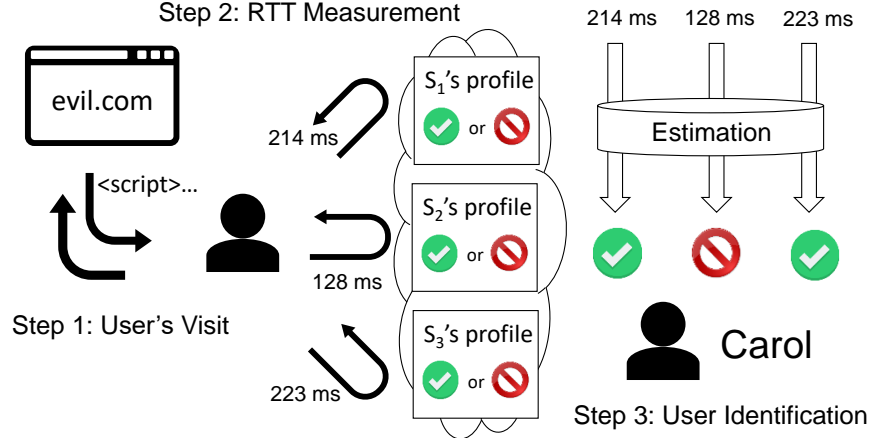 Step 2: RTT Measurement
evil.com
<script>...
Step 1: User's Visit
214 ms
128 ms
223 ms
S₁'s profile
or
S₂'s profile
or
S₃'s profile
or
214 ms 128 ms 223 ms
Estimation
Carol
Step 3: User Identification